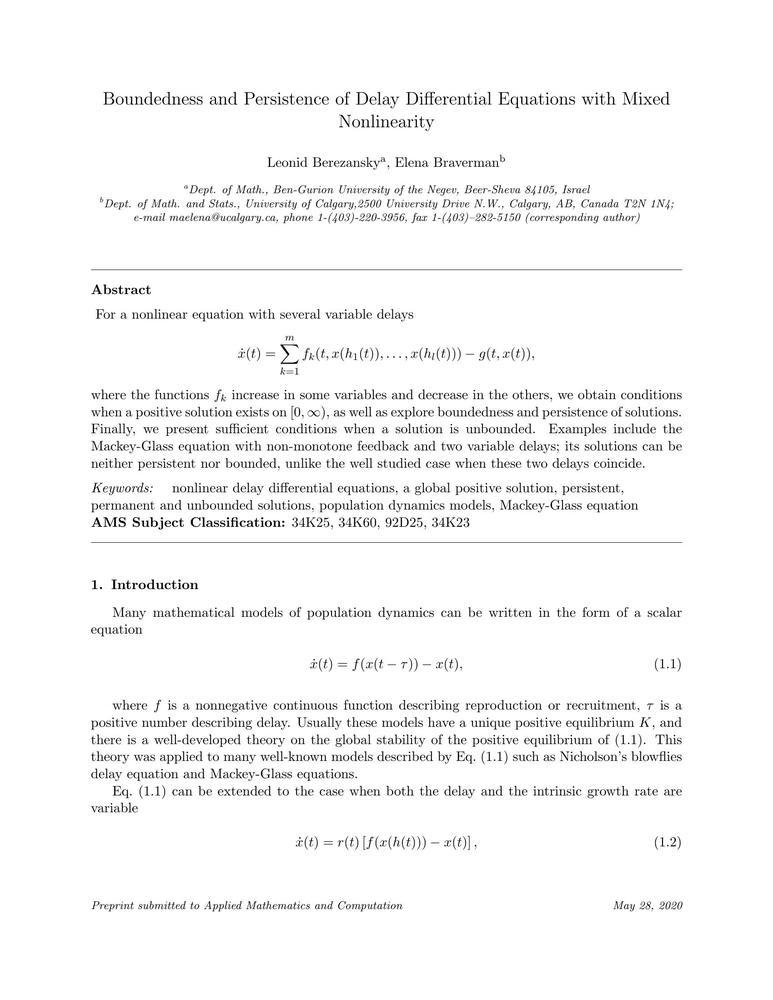 Boundedness and Persistence of Delay Differential Equations with Mixed
Nonlinearity
Leonid Berezansky^a, Elena Braverman^b
^aDept. of Math., Ben-Gurion University of the Negev, Beer-Sheva 84105, Israel
^bDept. of Math. and Stats., University of Calgary,2500 University Drive N.W., Calgary, AB, Canada T2N 1N4;
e-mail maelena@ucalgary.ca, phone 1-(403)-220-3956, fax 1-(403)–282-5150 (corresponding author)
Abstract
For a nonlinear equation with several variable delays
ẋ(t) = ∑_{k=1}^{m} f_k(t, x(h_1(t)), . . . , x(h_l(t))) − g(t, x(t)),
where the functions f_k increase in some variables and decrease in the others, we obtain conditions
when a positive solution exists on [0, ∞), as well as explore boundedness and persistence of solutions.
Finally, we present sufficient conditions when a solution is unbounded. Examples include the
Mackey-Glass equation with non-monotone feedback and two variable delays; its solutions can be
neither persistent nor bounded, unlike the well studied case when these two delays coincide.
Keywords: nonlinear delay differential equations, a global positive solution, persistent,
permanent and unbounded solutions, population dynamics models, Mackey-Glass equation
AMS Subject Classification: 34K25, 34K60, 92D25, 34K23
1. Introduction
Many mathematical models of population dynamics can be written in the form of a scalar
equation
ẋ(t) = f(x(t − τ)) − x(t), (1.1)
where f is a nonnegative continuous function describing reproduction or recruitment, τ is a
positive number describing delay. Usually these models have a unique positive equilibrium K, and
there is a well-developed theory on the global stability of the positive equilibrium of (1.1). This
theory was applied to many well-known models described by Eq. (1.1) such as Nicholson's blowflies
delay equation and Mackey-Glass equations.
Eq. (1.1) can be extended to the case when both the delay and the intrinsic growth rate are
variable
ẋ(t) = r(t) [f(x(h(t))) − x(t)] , (1.2)
Preprint submitted to Applied Mathematics and Computation May 28, 2020